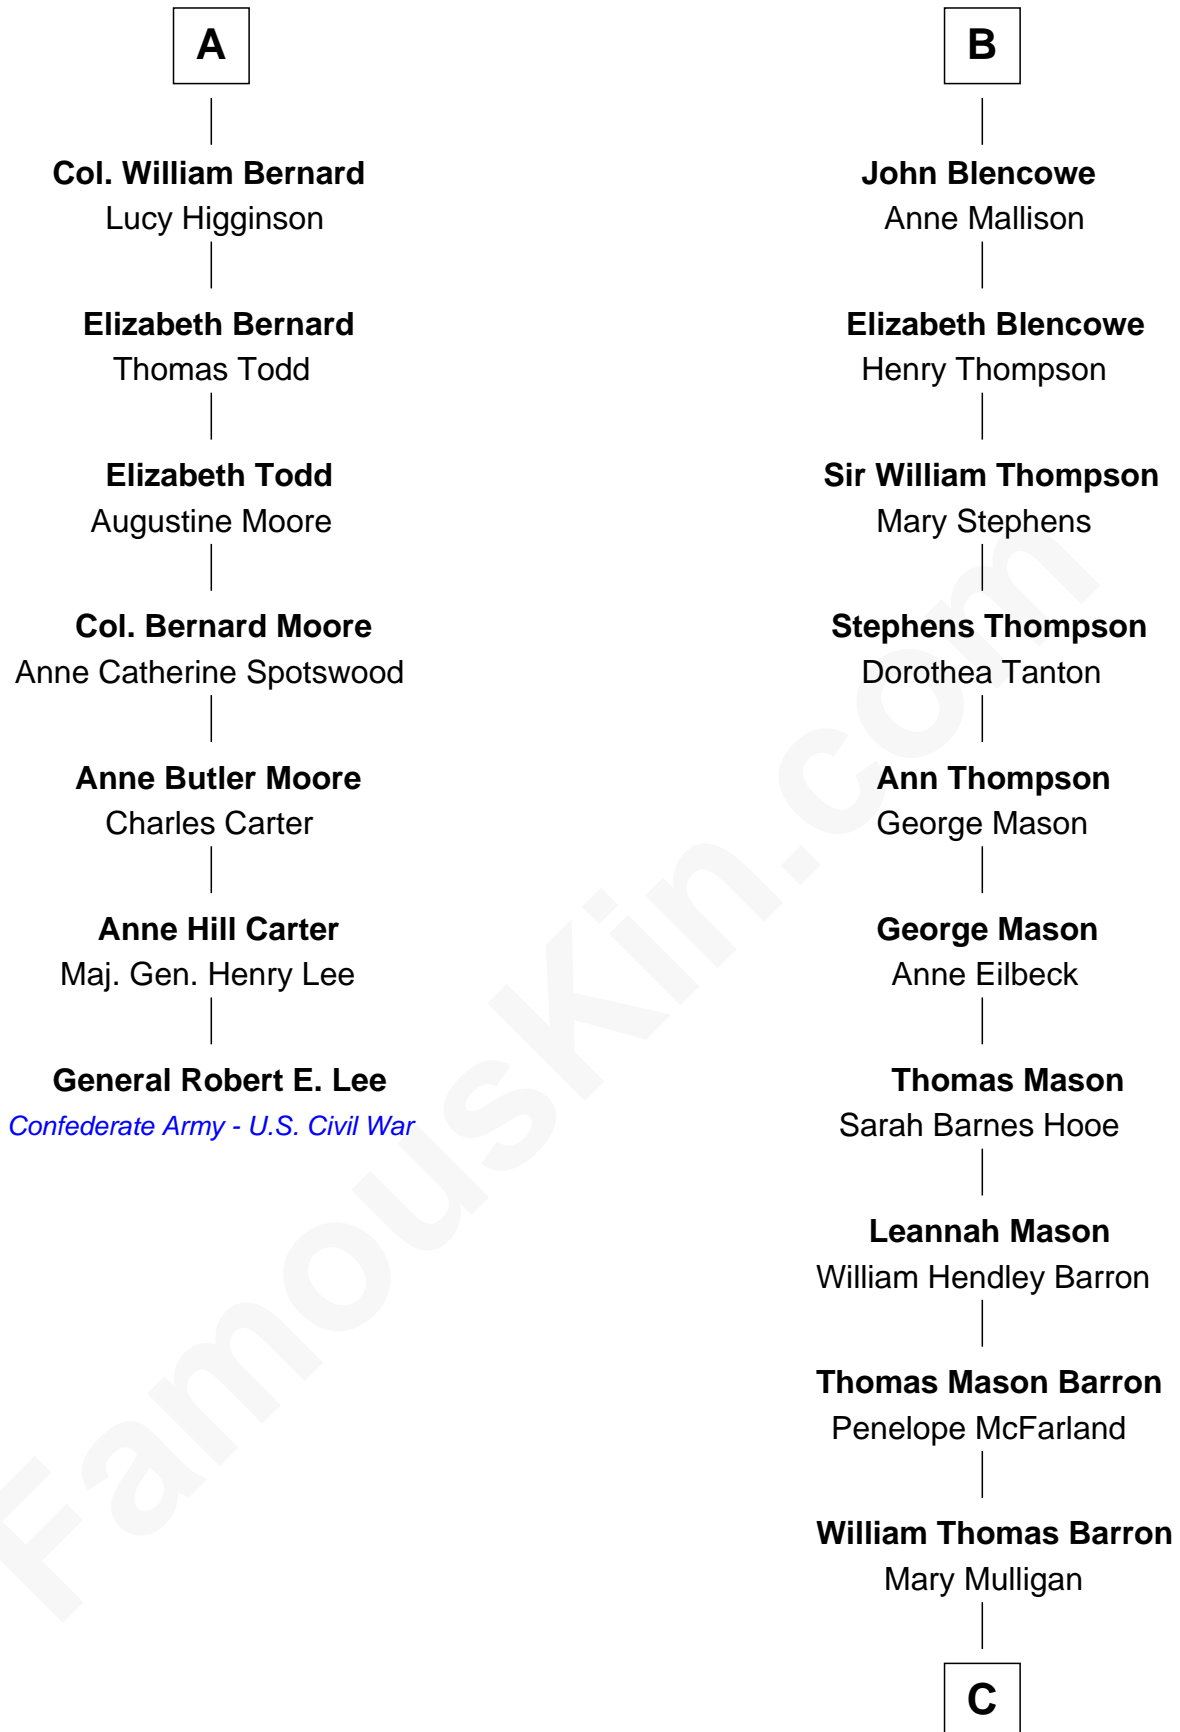 A
Col. William Bernard
Lucy Higginson
Elizabeth Bernard
Thomas Todd
Elizabeth Todd
Augustine Moore
Col. Bernard Moore
Anne Catherine Spotswood
Anne Butler Moore
Charles Carter
Anne Hill Carter
Maj. Gen. Henry Lee
General Robert E. Lee
Confederate Army - U.S. Civil War
B
John Blencowe
Anne Mallison
Elizabeth Blencowe
Henry Thompson
Sir William Thompson
Mary Stephens
Stephens Thompson
Dorothea Tanton
Ann Thompson
George Mason
George Mason
Anne Eilbeck
Thomas Mason
Sarah Barnes Hooe
Leannah Mason
William Hendley Barron
Thomas Mason Barron
Penelope McFarland
William Thomas Barron
Mary Mulligan
C
FamousKin.com